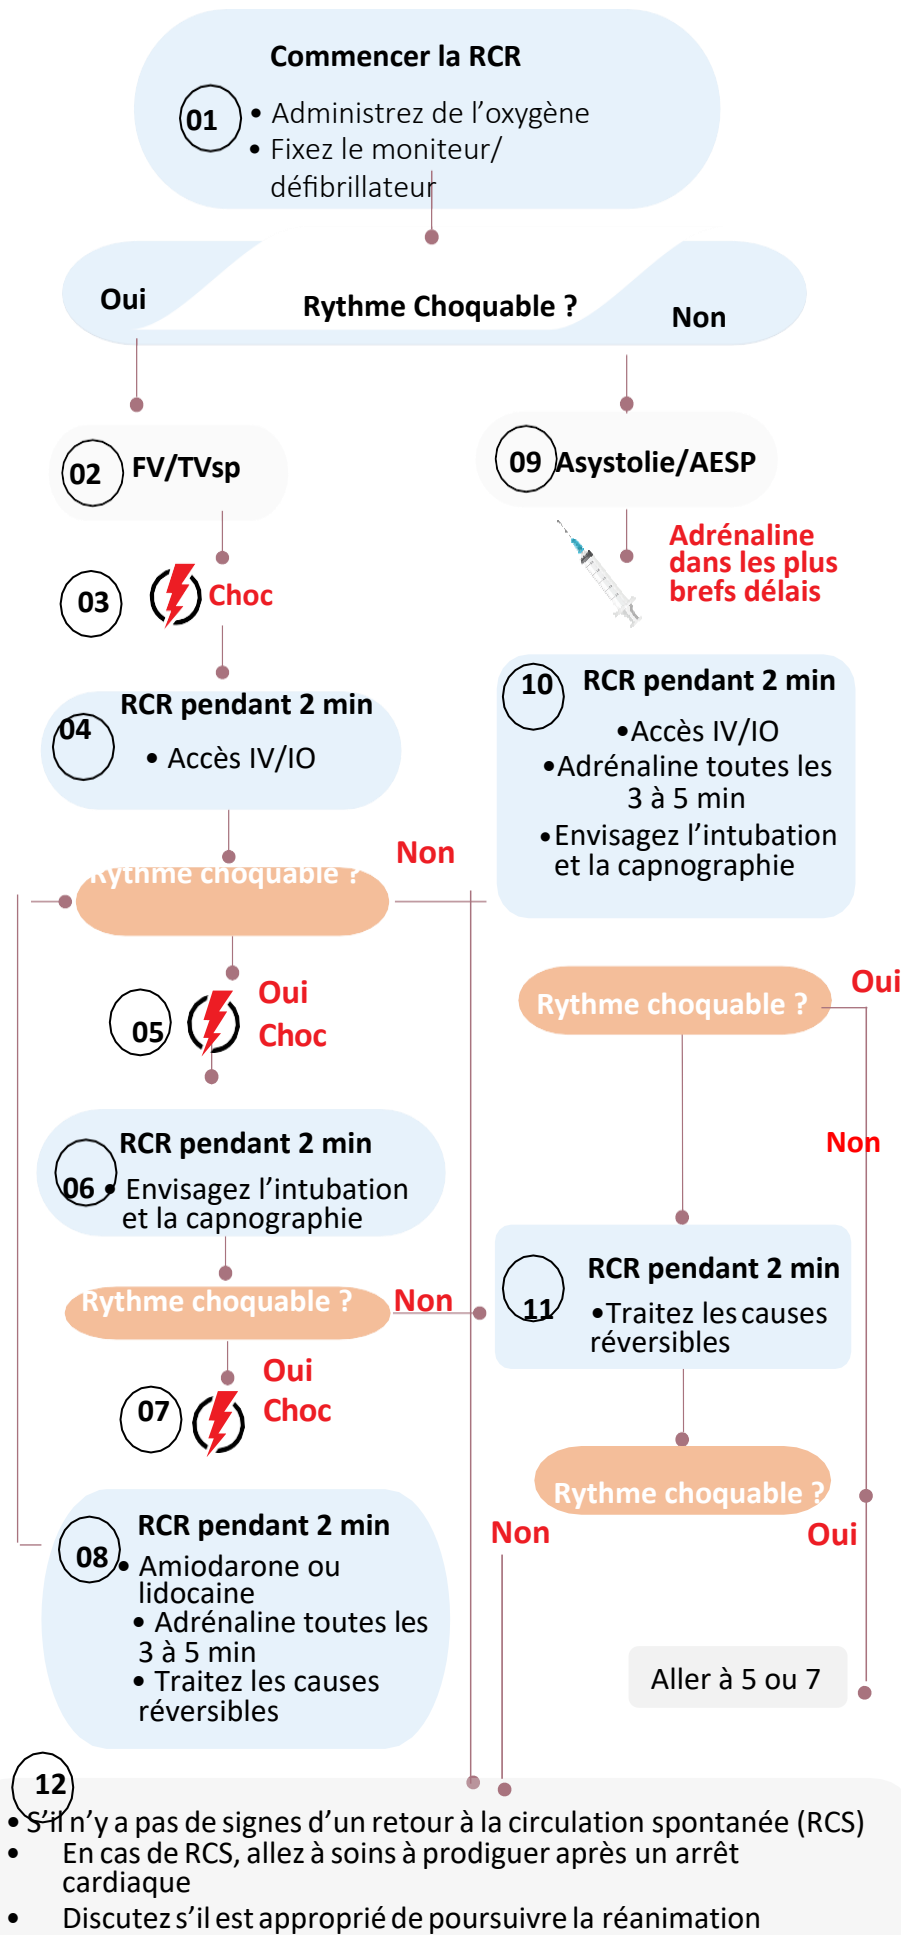 Commencer la RCR
01
• Administrez de l’oxygène
• Fixez le moniteur/
défibrillateur
Oui
Rythme Choquable ?
Non
02 FV/TVsp
03 Choc
RCR pendant 2 min
04
• Accès IV/IO
Rythme choquable ?
Non
Oui
05 Choc
RCR pendant 2 min
06 • Envisagez l’intubation
et la capnographie
Rythme choquable ?
Non
Oui
07 Choc
RCR pendant 2 min
08 • Amiodarone ou
lidocaine
• Adrénaline toutes les
3 à 5 min
• Traitez les causes
réversibles
09 Asystolie/AESP
Adrénaline
dans les plus
brefs délais
10 RCR pendant 2 min
•Accès IV/IO
•Adrénaline toutes les
3 à 5 min
•Envisagez l’intubation
et la capnographie
Rythme choquable ?
Oui
Non
RCR pendant 2 min
11 •Traitez les causes
réversibles
Rythme choquable ?
Non
Oui
Aller à 5 ou 7
12
• S’il n’y a pas de signes d’un retour à la circulation spontanée (RCS)
• En cas de RCS, allez à soins à prodiguer après un arrêt
cardiaque
• Discutez s’il est approprié de poursuivre la réanimation